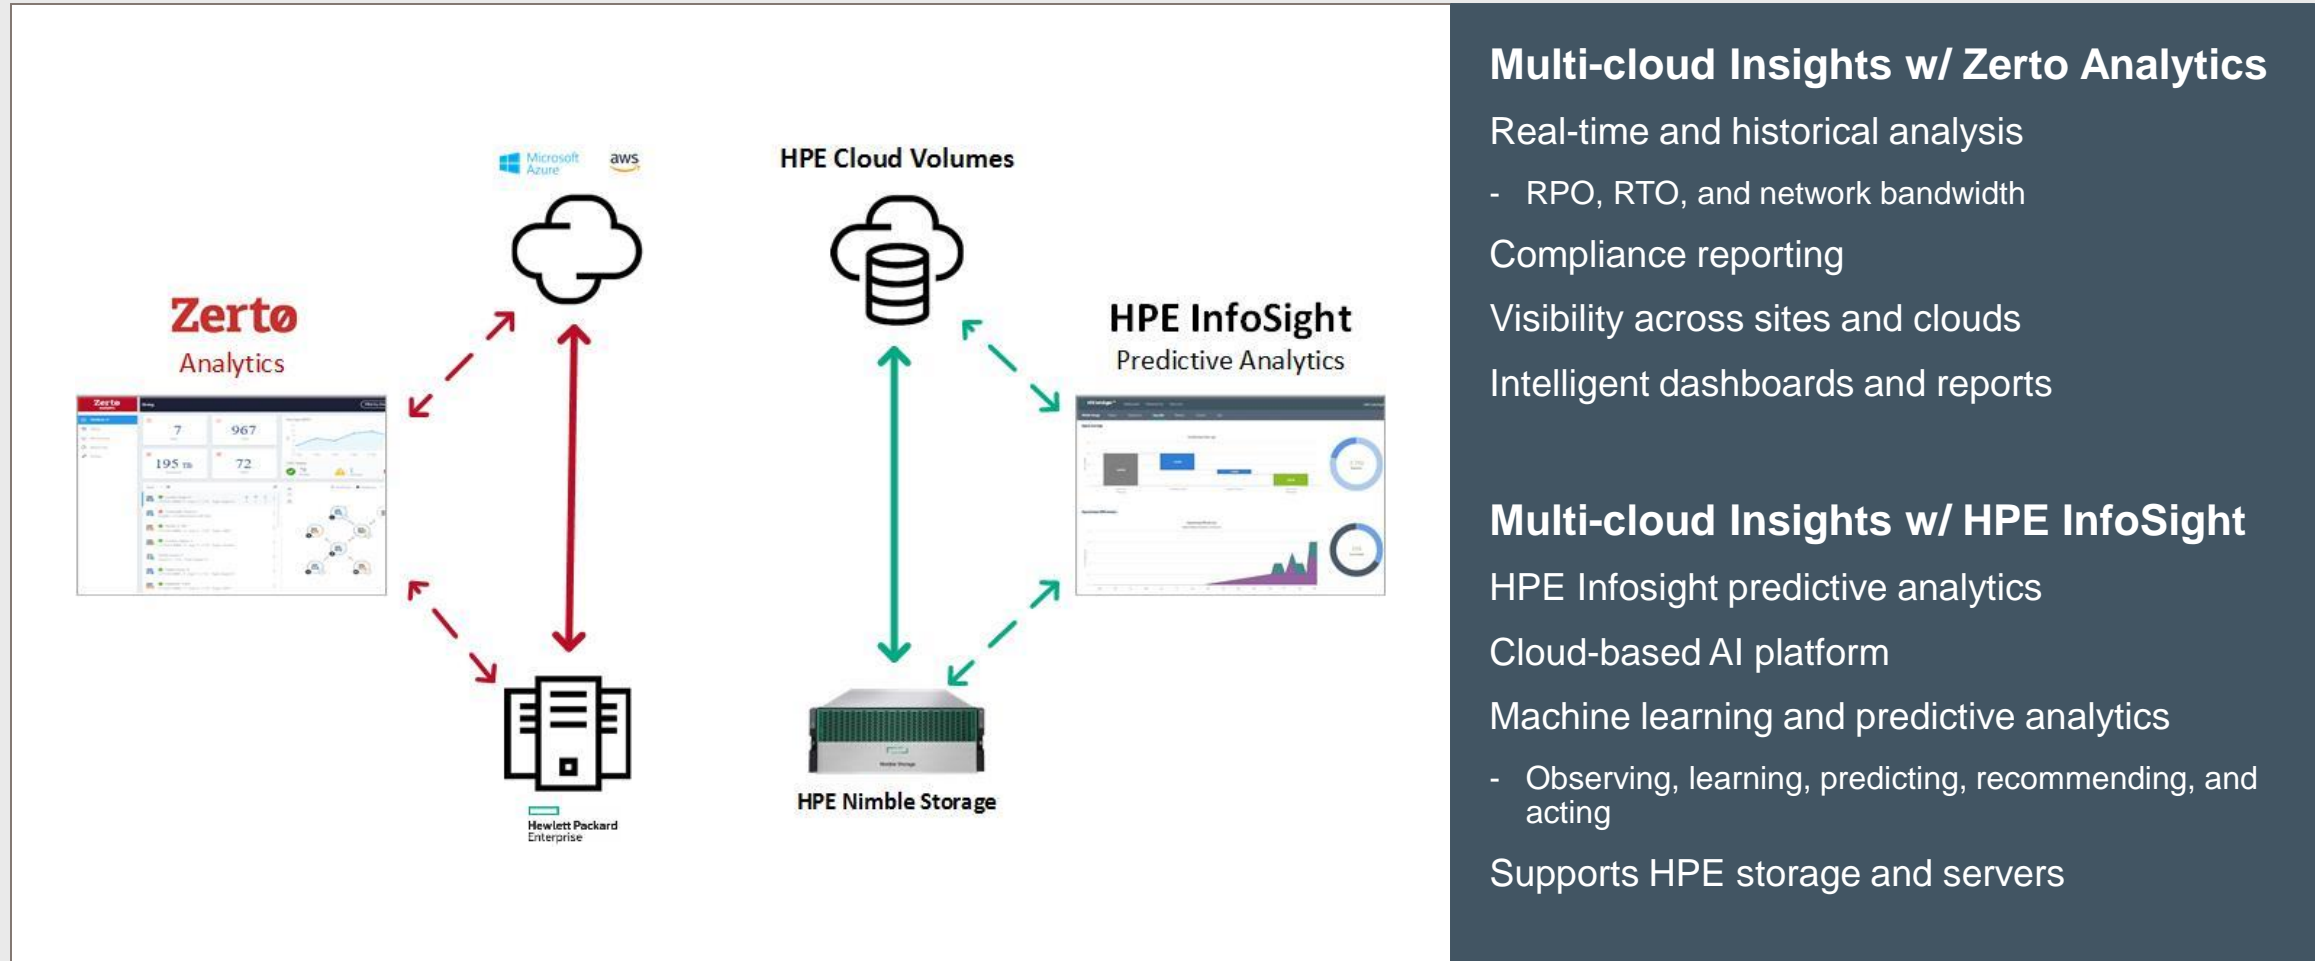 Microsoft
Azure
aws
HPE Cloud Volumes
Zerto
Analytics
HPE InfoSight
Predictive Analytics
Zerto
7
967
195 TB
72
Nimble Storage
HPE Nimble Storage
Hewlett Packard
Enterprise
Multi-cloud Insights w/ Zerto Analytics
Real-time and historical analysis
- RPO, RTO, and network bandwidth
Compliance reporting
Visibility across sites and clouds
Intelligent dashboards and reports
Multi-cloud Insights w/ HPE InfoSight
HPE Infosight predictive analytics
Cloud-based AI platform
Machine learning and predictive analytics
- Observing, learning, predicting, recommending, and
acting
Supports HPE storage and servers